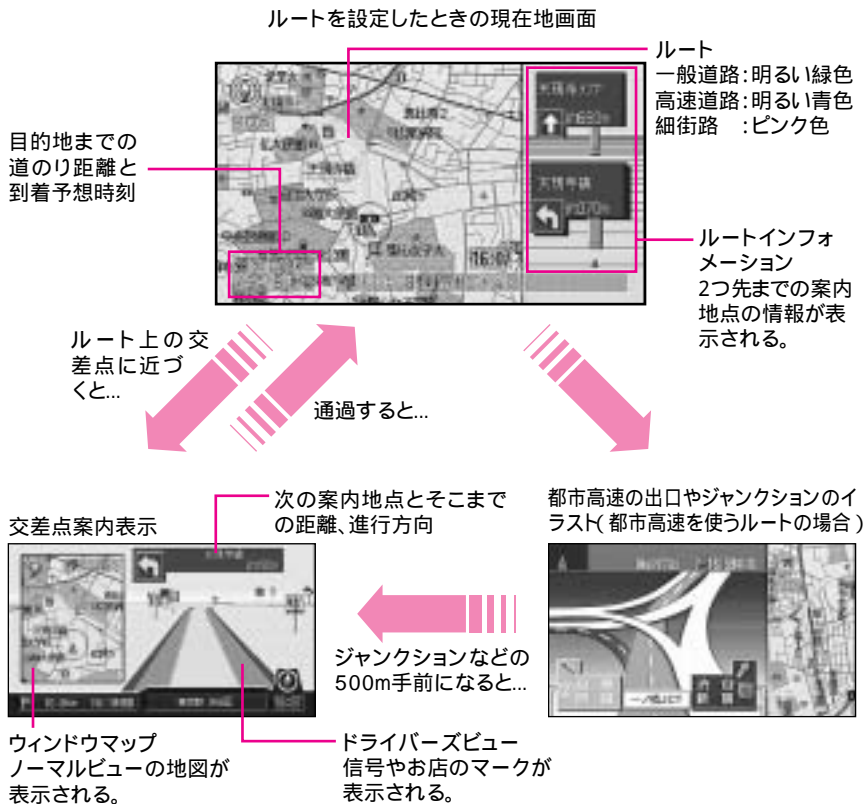 ルートを設定したときの現在地画面
ルート
一般道路：明るい緑色
高速道路：明るい青色
細街路　：ピンク色
目的地までの
道のり距離と
到着予想時刻
ルートインフォ
メーション
2つ先までの案内
地点の情報が表
示される。
ルート上の交
差点に近づ
くと...
通過すると...
次の案内地点とそこまで
の距離、進行方向
都市高速の出口やジャンクションのイ
ラスト（都市高速を使うルートの場合）
交差点案内表示
ジャンクションなどの
500m手前になると...
ウィンドウマップ
ノーマルビューの地図が
表示される。
ドライバーズビュー
信号やお店のマークが
表示される。